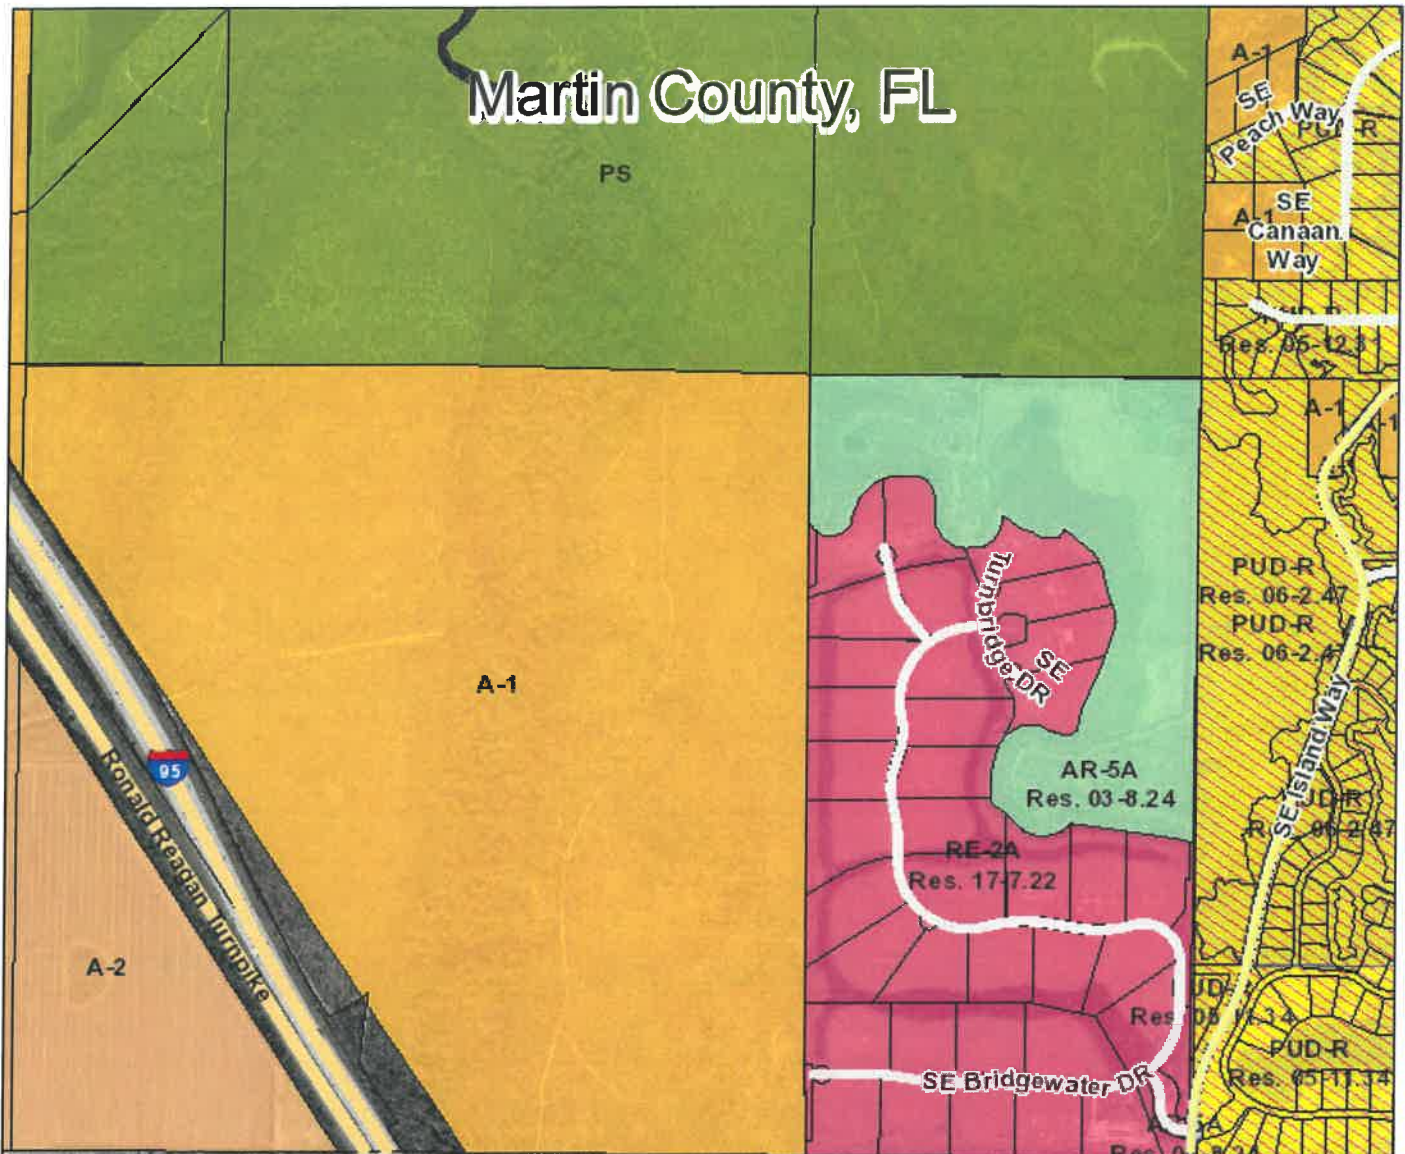 Martin County, FL
PS
A-1
SE
Peach Way
PUD-R
A-1
SE
Canaan
Way
PUD-R
Res. 05-12.31
A-1
PUD-R
Res. 06-2.47
PUD-R
Res. 06-2.47
SE Turnbridge DR
A-1
95
Ronald Reagan Turnpike
A-2
AR-5A
Res. 03-8.24
RE-2A
Res. 17-7.22
SE Island Way
SE Bridgewater DR
PUD-R
Res. 05-11.34